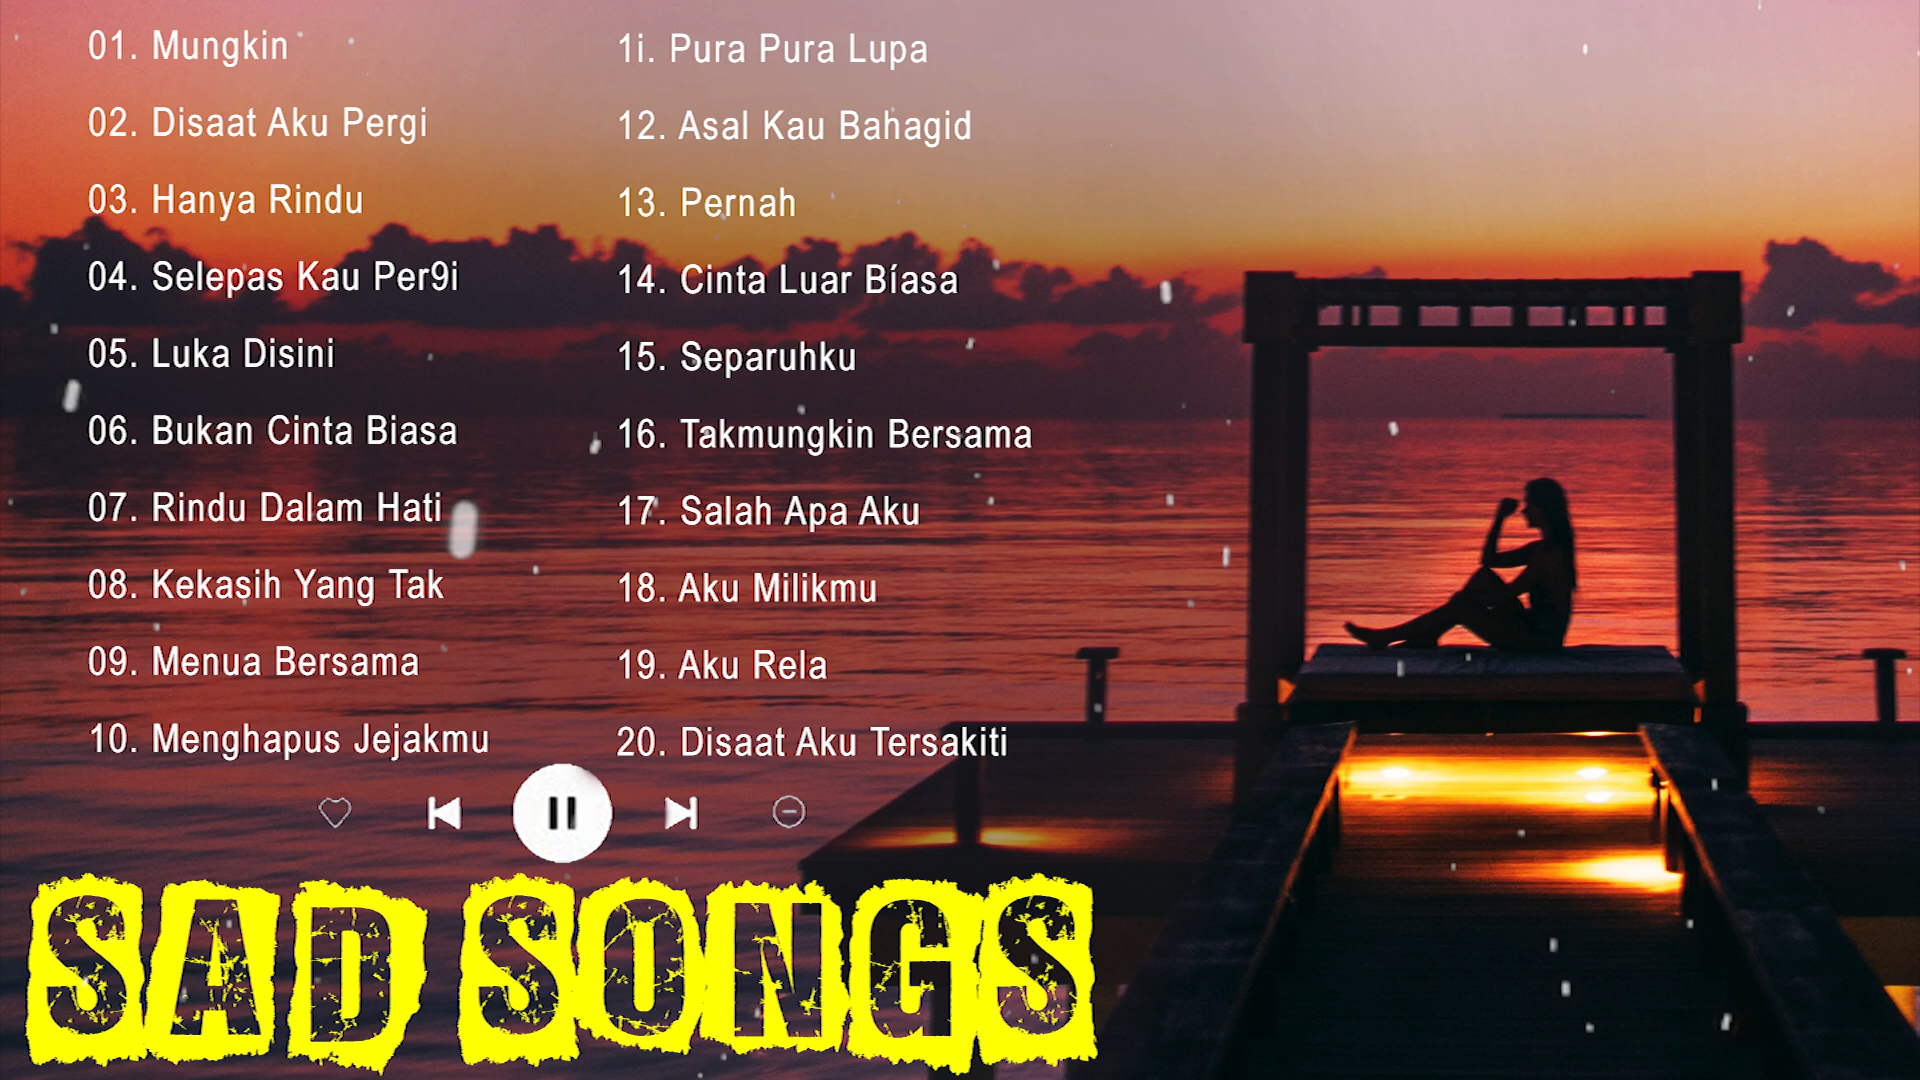 01. Mungkin
02. Disaat Aku Pergi
03. Hanya Rindu
04. Selepas Kau Per9i
05. Luka Disini
06. Bukan Cinta Biasa
07. Rindu Dalam Hati
08. Kekasih Yang Tak
09. Menua Bersama
10. Menghapus Jejakmu
1i. Pura Pura Lupa
12. Asal Kau Bahagid
13. Pernah
14. Cinta Luar Bíasa
15. Separuhku
16. Takmungkin Bersama
17. Salah Apa Aku
18. Aku Milikmu
19. Aku Rela
20. Disaat Aku Tersakiti
SAD SONGS